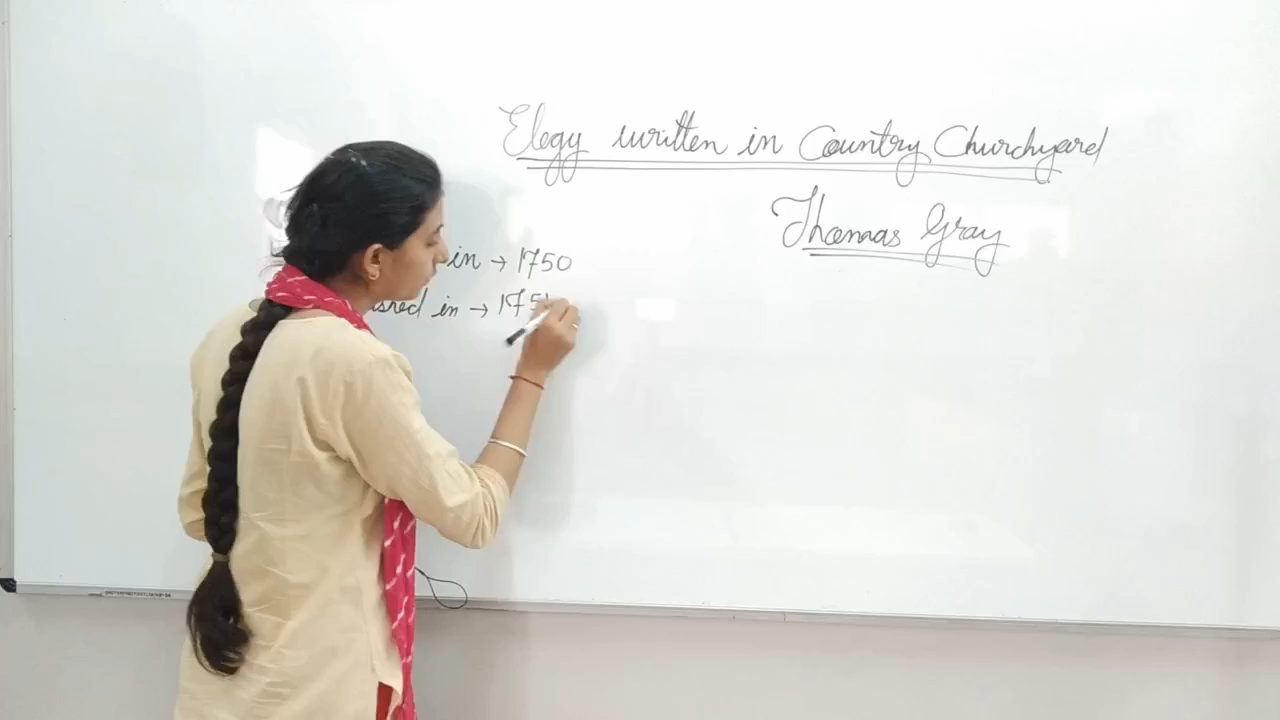 Elegy written in Country Churchyard
Thomas Gray
in → 1750
in → 175